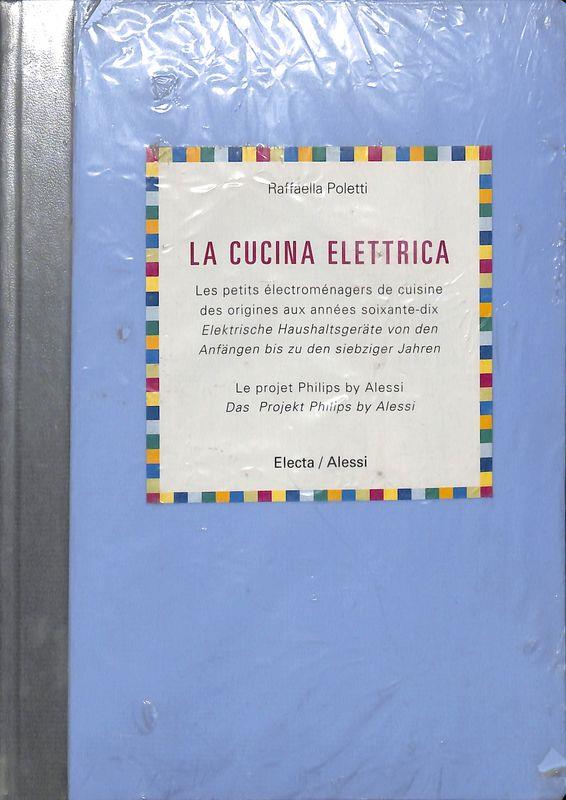 Raffaella Poletti
LA CUCINA ELETTRICA
Les petits électroménagers de cuisine
des origines aux années soixante-dix
Elektrische Haushaltsgeräte von den
Anfängen bis zu den siebziger Jahren
Le projet Philips by Alessi
Das Projekt Philips by Alessi
Electa / Alessi